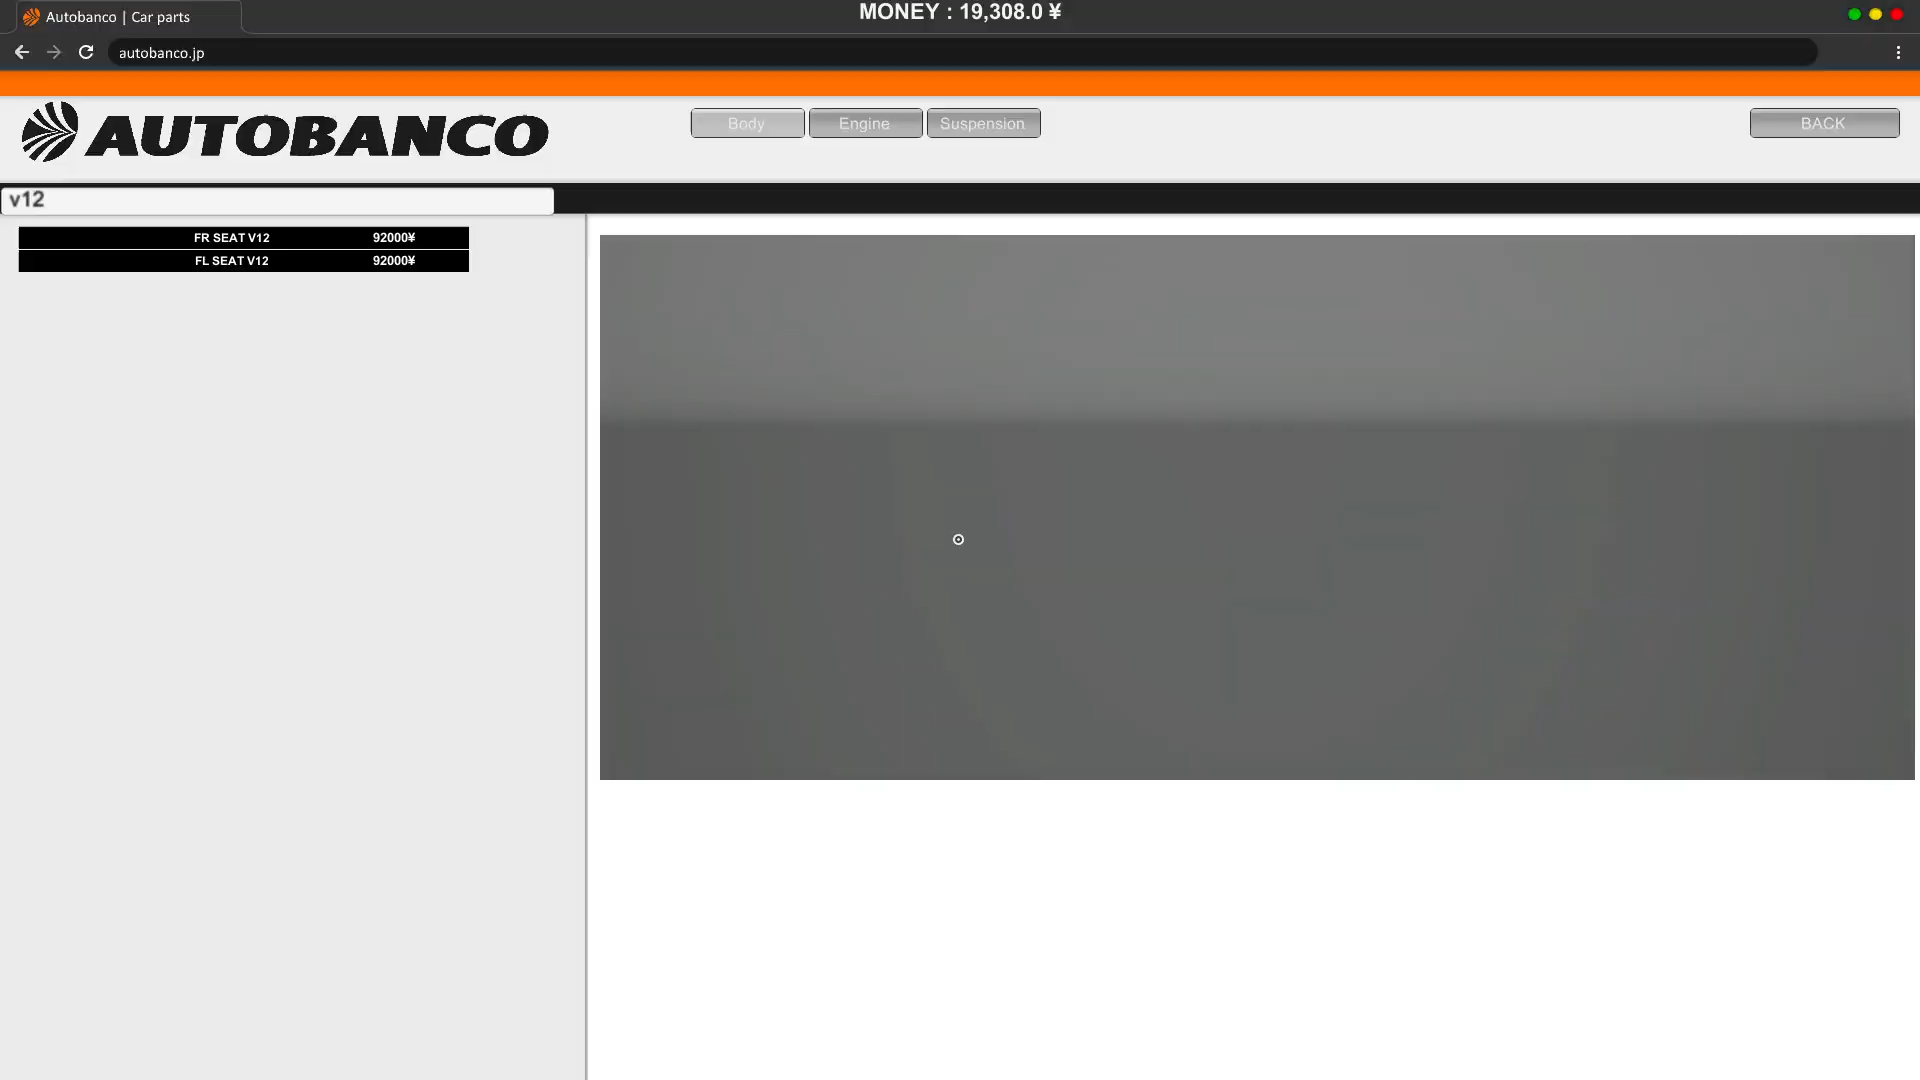 Autobanco | Car parts
MONEY : 19,308.0 ¥
autobanco.jp
AUTOBANCO
Body
Engine
Suspension
BACK
v12
FR SEAT V12 92000¥
FL SEAT V12 92000¥